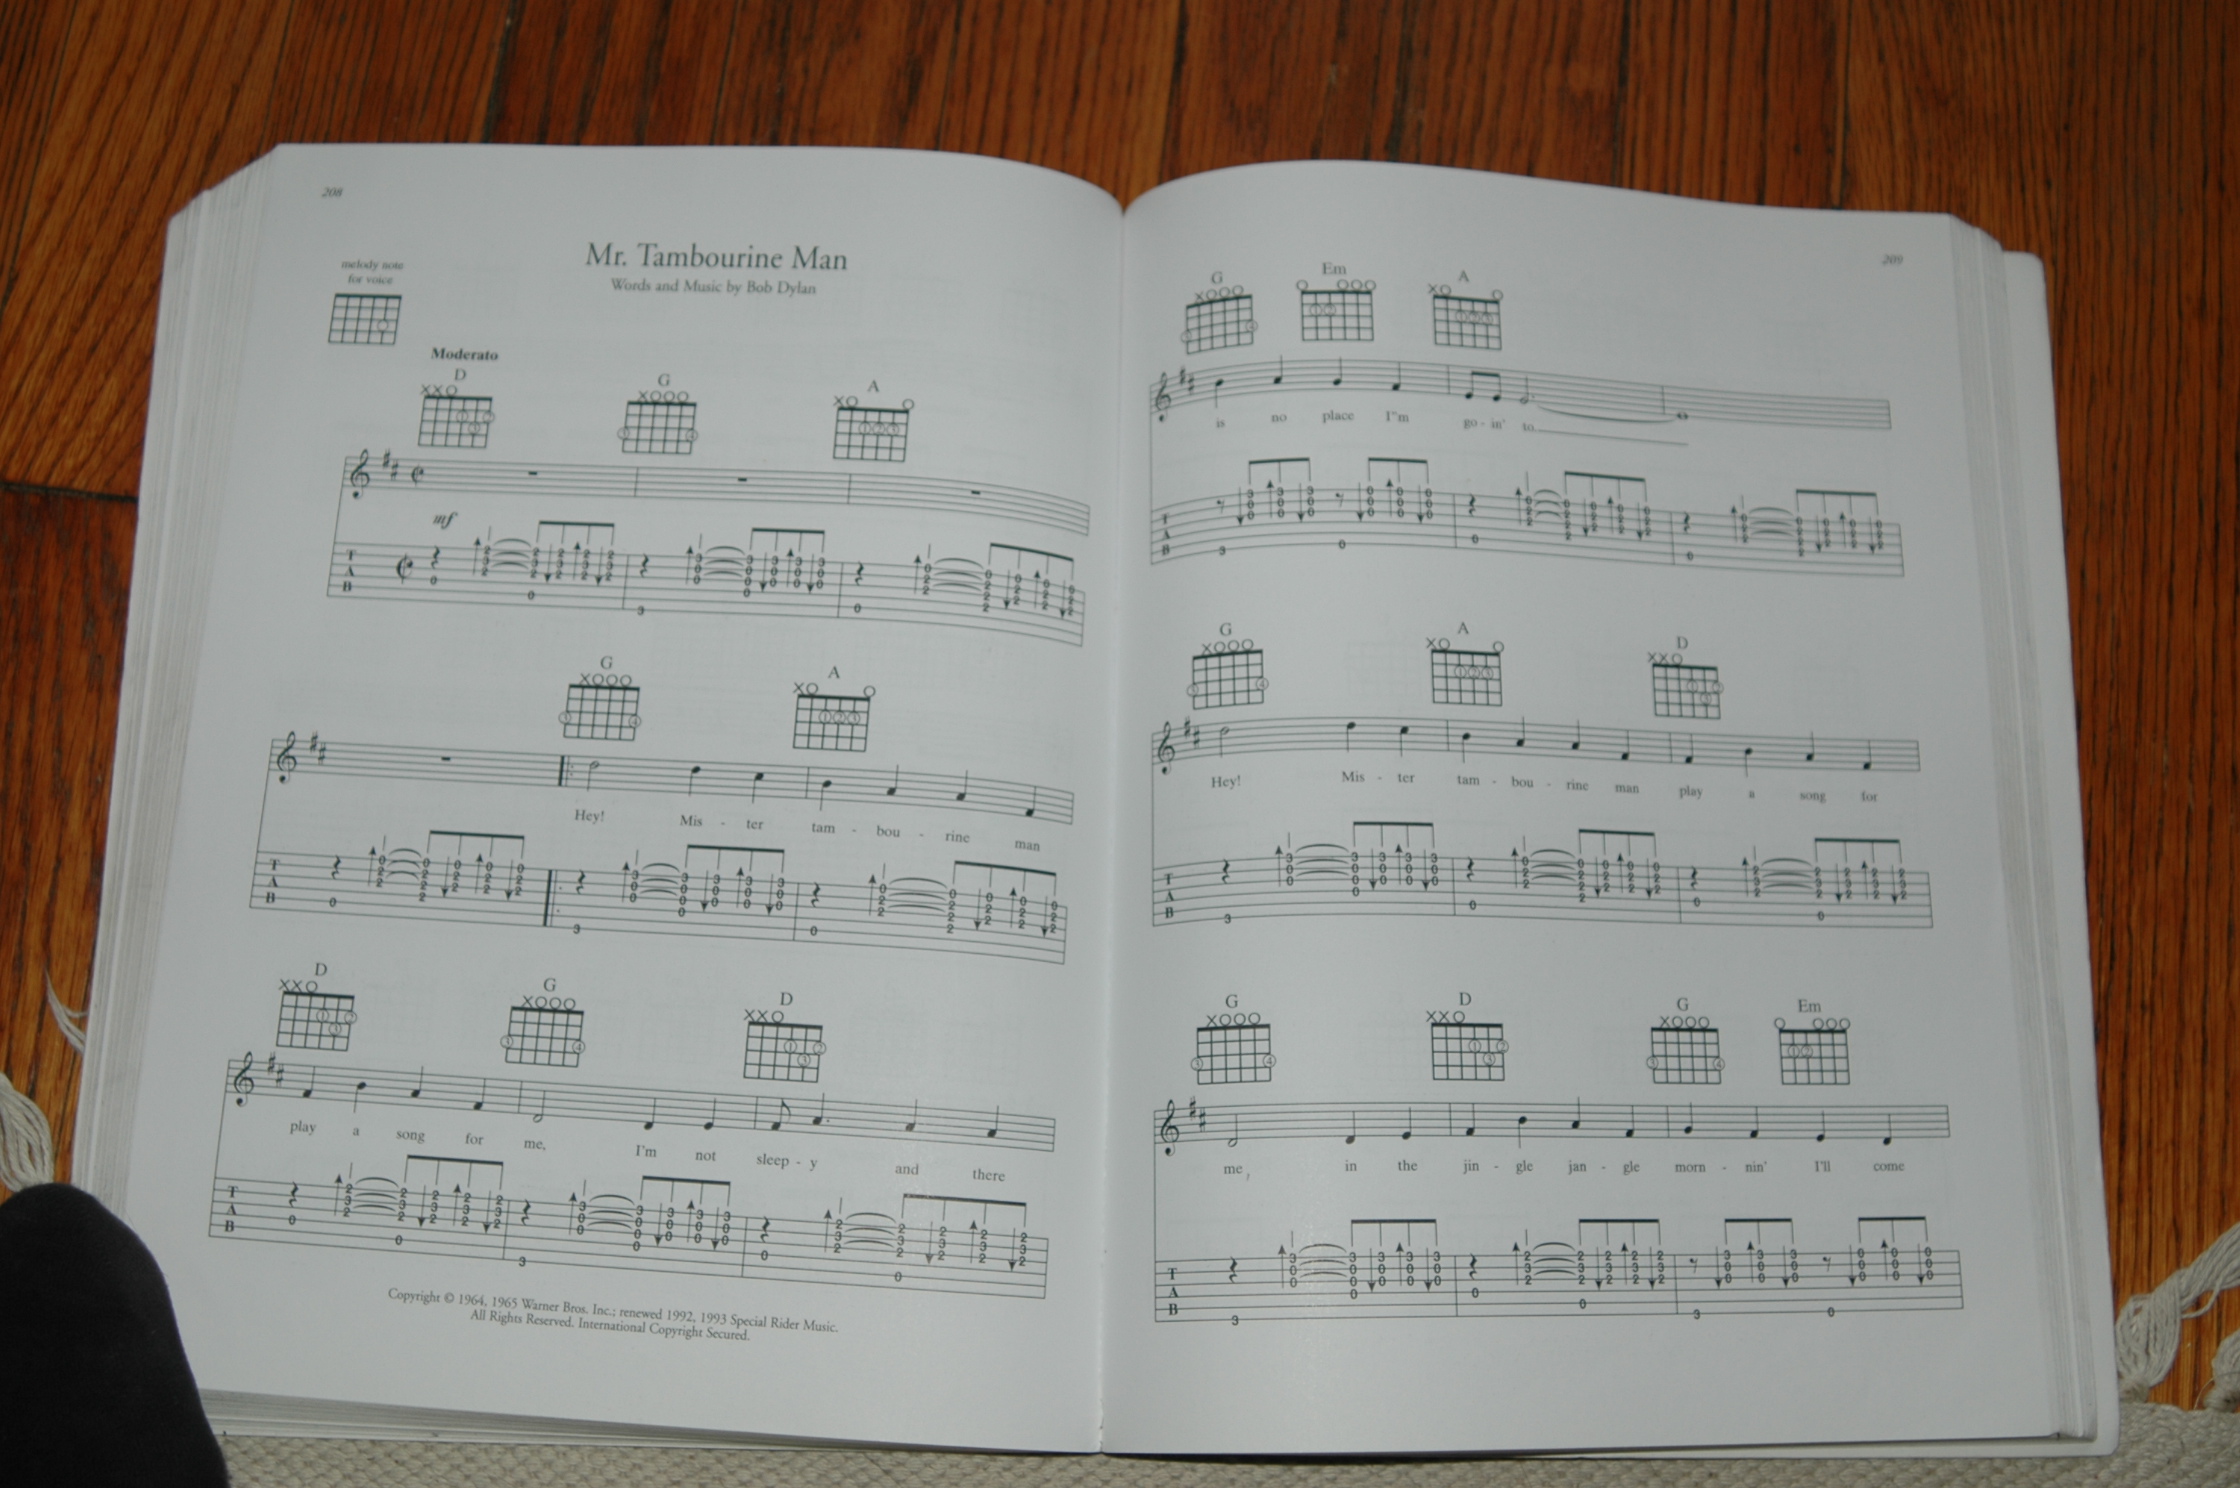 208
Mr. Tambourine Man
Words and Music by Bob Dylan
melody note
for voice
Moderato
D G A
mf
T
A
B
G A
Hey! Mis - ter tam - bou - rine man
T
A
B
D G D
play a song for me, I'm not sleep - y and there
T
A
B
Copyright © 1964, 1965 Warner Bros. Inc.; renewed 1992, 1993 Special Rider Music.
All Rights Reserved. International Copyright Secured.
209
G Em A
is no place I'm go - in' to
T
A
B
G A D
Hey! Mis - ter tam - bou - rine man play a song for
T
A
B
G D G Em
me, in the jin - gle jan - gle morn - nin' I'll come
T
A
B